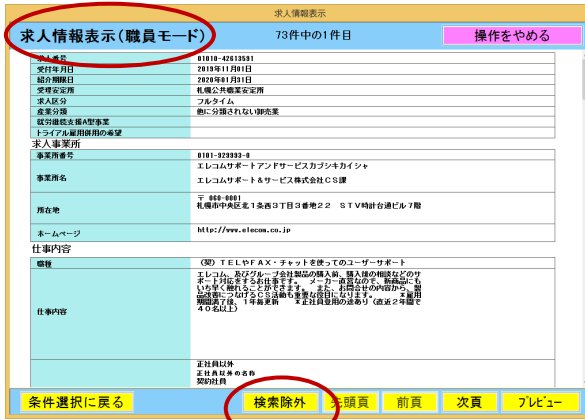 求人情報表示
求人情報表示(職員モード) 73件中の1件目 操作をやめる
求人番号 01010-42613591
受付年月日 2019年11月01日
紹介期限日 2020年01月31日
受理安定所 札幌公共職業安定所
求人区分 フルタイム
産業分類 他に分類されない卸売業
就労継続支援A型事業
トライアル雇用併用の希望
求人事業所
事業所番号 0101-929993-0
事業所名 エレコムサポートアンドサービスカブシキカイシャ
エレコムサポート&サービス株式会社CS課
所在地 〒 060-0001
札幌市中央区北1条西3丁目3番地22 STV時計台通ビル7階
ホームページ http://www.elecom.co.jp
仕事内容
職種 (契)TELやFAX・チャットを使ってのユーザーサポート
仕事内容 エレコム、及びグループ会社製品の購入前、購入後の相談などのサ
ポート対応をするお仕事です。 メーカー直営なので、新商品にも
いち早く触れることができます。 また、お問合せの内容から、製
品改善につなげるCS活動も重要な役目になります。 *雇用
期間満了後、1年毎更新 *正社員登用の途あり(直近2年間で
40名以上)
正社員以外
正社員以外の名称
契約社員
条件選択に戻る 検索除外 先頭頁 前頁 次頁 プレビュー